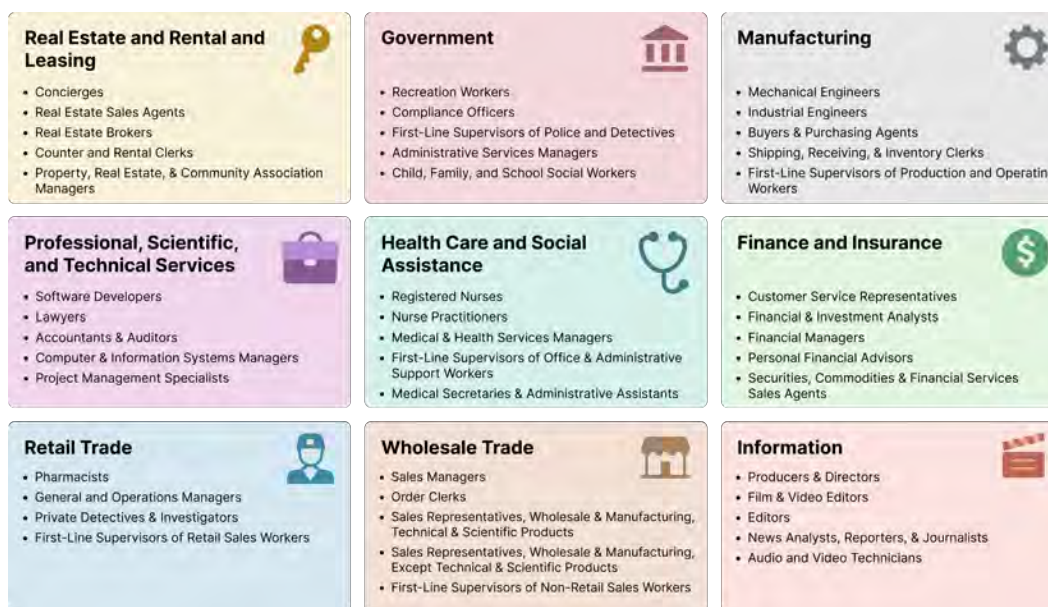 Real Estate and Rental and
Leasing
• Concierges
• Real Estate Sales Agents
• Real Estate Brokers
• Counter and Rental Clerks
• Property, Real Estate, & Community Association
Managers
Government
• Recreation Workers
• Compliance Officers
• First-Line Supervisors of Police and Detectives
• Administrative Services Managers
• Child, Family, and School Social Workers
Manufacturing
• Mechanical Engineers
• Industrial Engineers
• Buyers & Purchasing Agents
• Shipping, Receiving, & Inventory Clerks
• First-Line Supervisors of Production and Operatin
Workers
Professional, Scientific,
and Technical Services
• Software Developers
• Lawyers
• Accountants & Auditors
• Computer & Information Systems Managers
• Project Management Specialists
Health Care and Social
Assistance
• Registered Nurses
• Nurse Practitioners
• Medical & Health Services Managers
• First-Line Supervisors of Office & Administrative
Support Workers
• Medical Secretaries & Administrative Assistants
Finance and Insurance
$
• Customer Service Representatives
• Financial & Investment Analysts
• Financial Managers
• Personal Financial Advisors
• Securities, Commodities & Financial Services
Sales Agents
Retail Trade
• Pharmacists
• General and Operations Managers
• Private Detectives & Investigators
• First-Line Supervisors of Retail Sales Workers
Wholesale Trade
• Sales Managers
• Order Clerks
• Sales Representatives, Wholesale & Manufacturing,
Technical & Scientific Products
• Sales Representatives, Wholesale & Manufacturing,
Except Technical & Scientific Products
• First-Line Supervisors of Non-Retail Sales Workers
Information
• Producers & Directors
• Film & Video Editors
• Editors
• News Analysts, Reporters, & Journalists
• Audio and Video Technicians